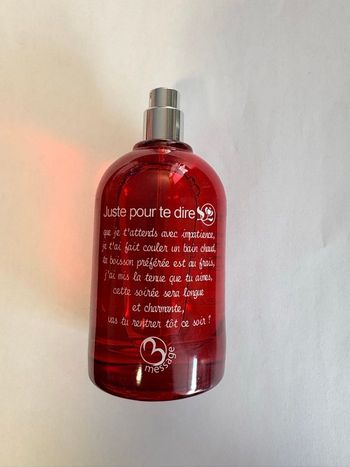 Juste pour te dire
que je t'attends avec impatience,
je t'ai fait couler un bain chaud,
ta boisson préférée est au frais,
j'ai mis la tenue que tu aimes,
cette soirée sera longue
et charmante,
vas tu rentrer tôt ce soir ?
message